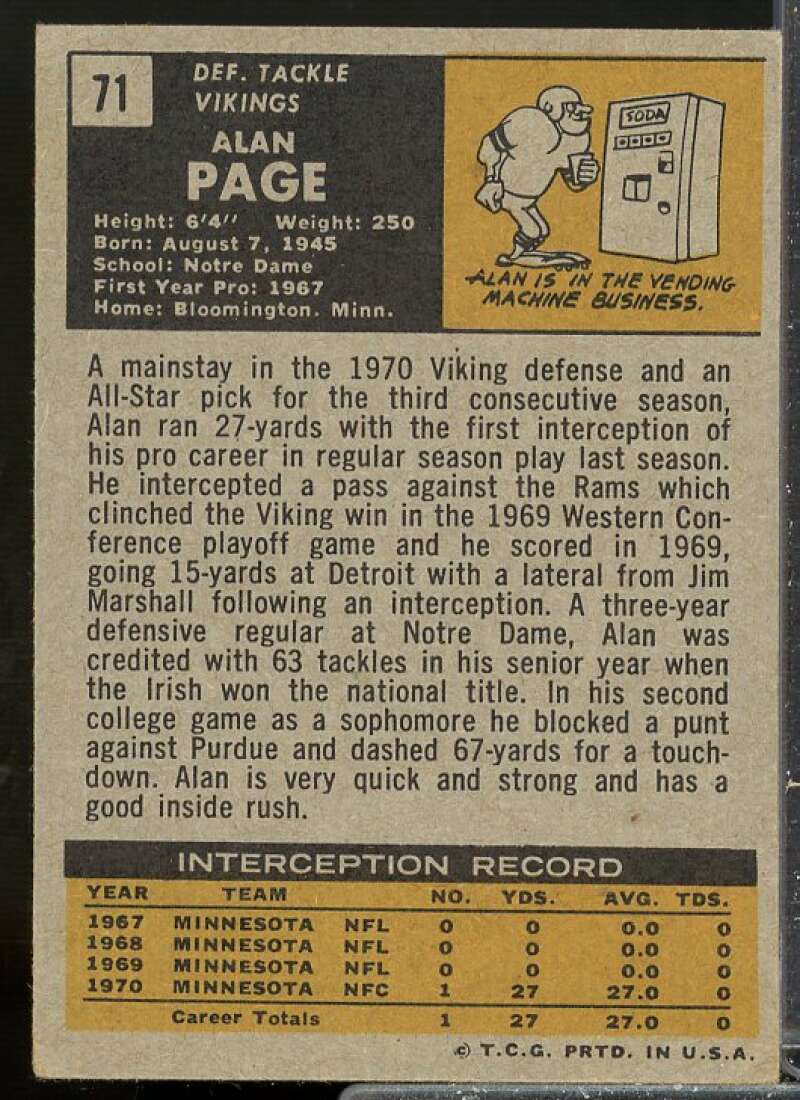 71
DEF. TACKLE
VIKINGS
ALAN
PAGE
Height: 6'4'' Weight: 250
Born: August 7, 1945
School: Notre Dame
First Year Pro: 1967
Home: Bloomington. Minn.
SODA
ALAN IS IN THE VENDING
MACHINE BUSINESS.
A mainstay in the 1970 Viking defense and an
All-Star pick for the third consecutive season,
Alan ran 27-yards with the first interception of
his pro career in regular season play last season.
He intercepted a pass against the Rams which
clinched the Viking win in the 1969 Western Con-
ference playoff game and he scored in 1969,
going 15-yards at Detroit with a lateral from Jim
Marshall following an interception. A three-year
defensive regular at Notre Dame, Alan was
credited with 63 tackles in his senior year when
the Irish won the national title. In his second
college game as a sophomore he blocked a punt
against Purdue and dashed 67-yards for a touch-
down. Alan is very quick and strong and has a
good inside rush.
INTERCEPTION RECORD
YEAR TEAM NO. YDS. AVG. TDS.
1967 MINNESOTA NFL 0 0 0.0 0
1968 MINNESOTA NFL 0 0 0.0 0
1969 MINNESOTA NFL 0 0 0.0 0
1970 MINNESOTA NFC 1 27 27.0 0
Career Totals 1 27 27.0 0
© T.C.G. PRTD. IN U.S.A.